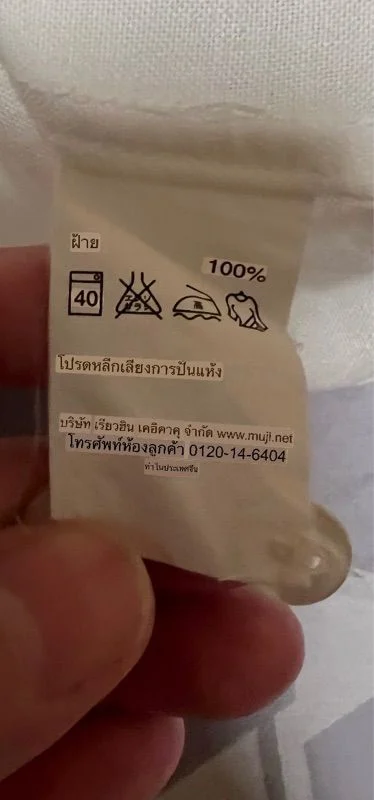 ฝ้าย
100%
40
โปรดหลีกเลี่ยงการปั่นแห้ง
บริษัท เรียวฮิน เคอิคาคุ จำกัด www.muji.net
โทรศัพท์ห้องลูกค้า 0120-14-6404
ทำในประเทศจีน